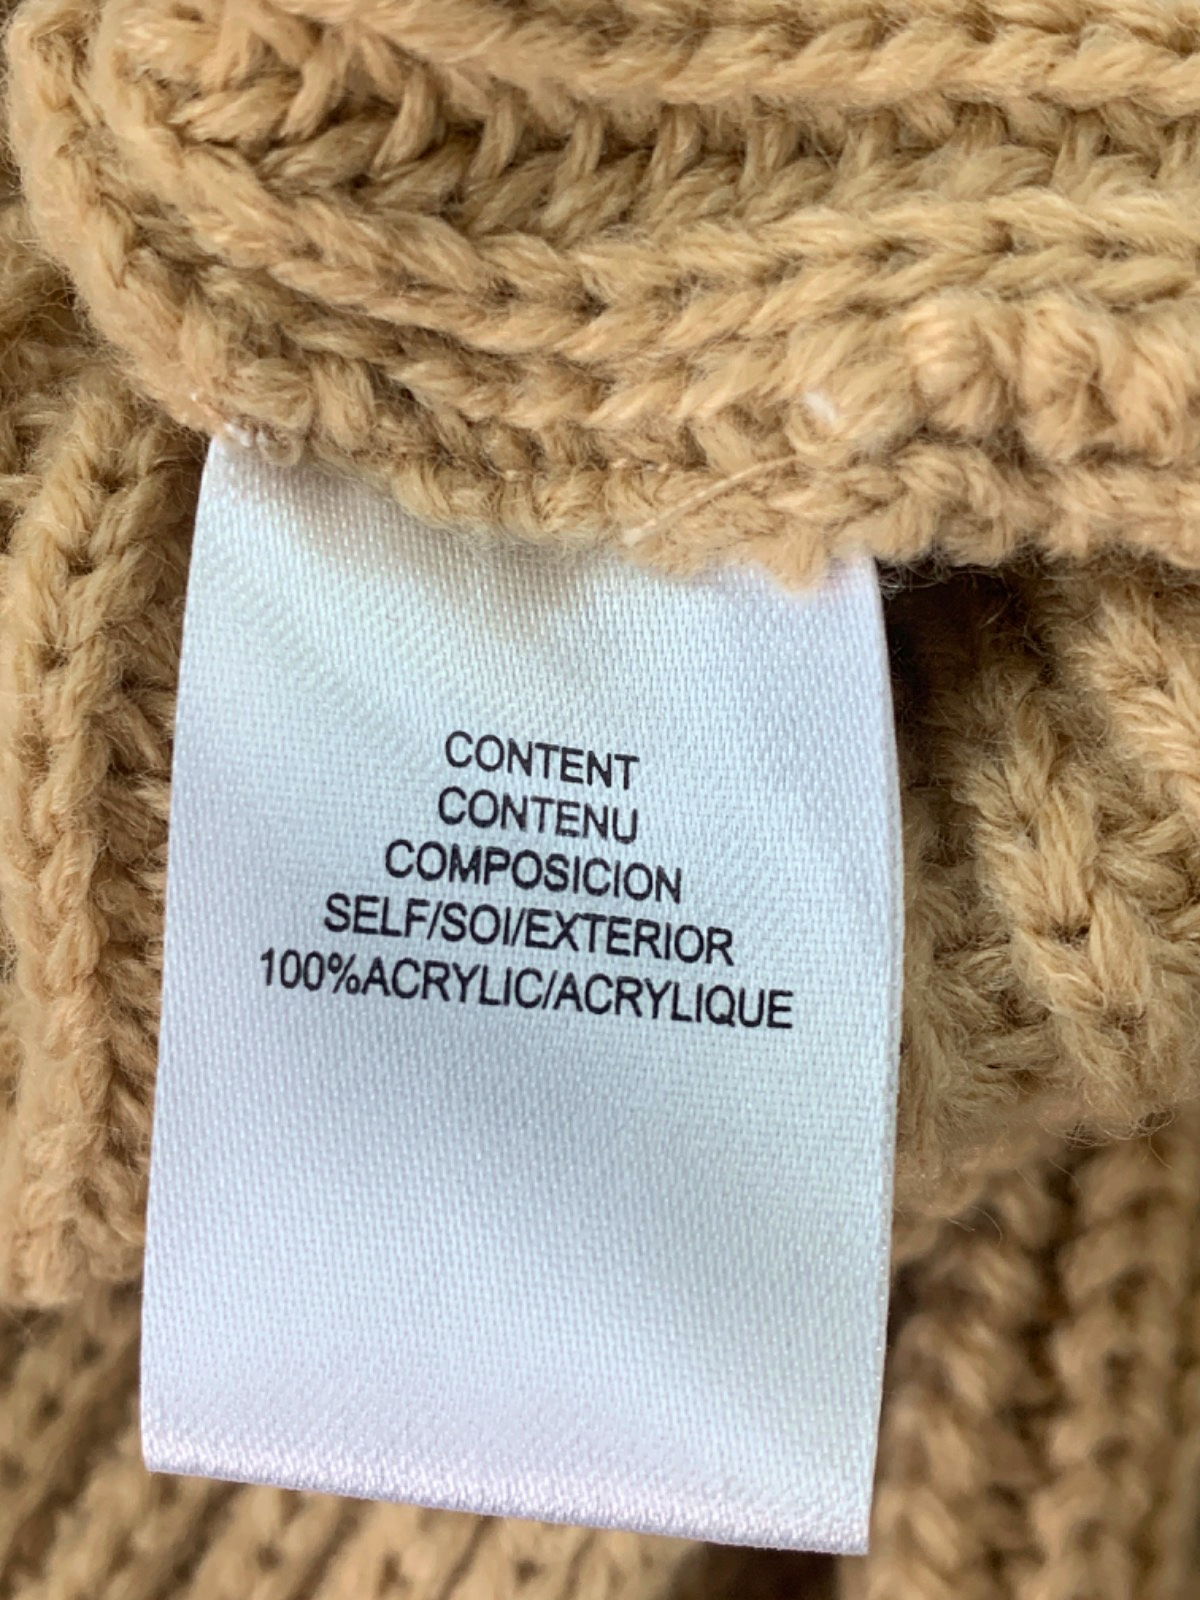 CONTENT
CONTENU
COMPOSICION
SELF/SOI/EXTERIOR
100%ACRYLIC/ACRYLIQUE